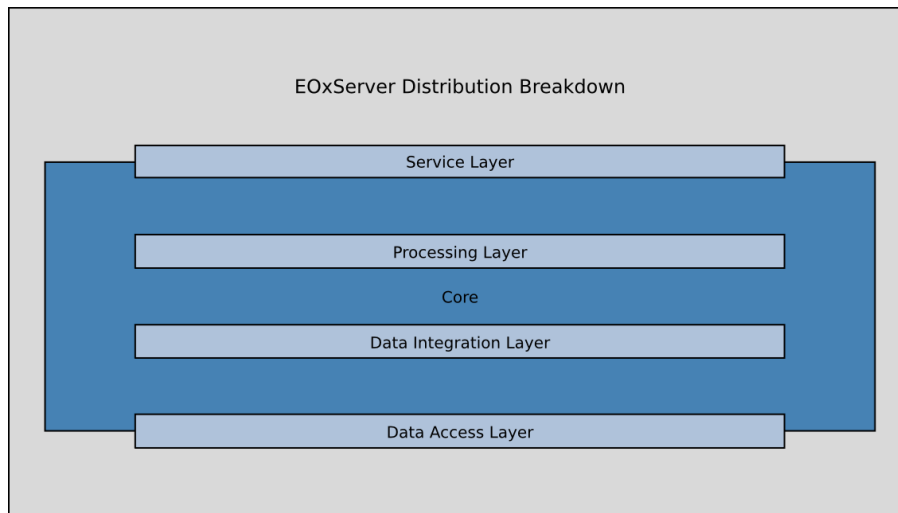 EOxServer Distribution Breakdown
Service Layer
Processing Layer
Core
Data Integration Layer
Data Access Layer